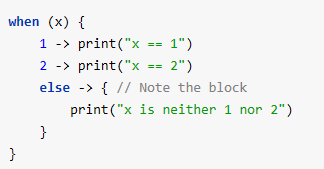 when (x) {
    1 -> print("x == 1")
    2 -> print("x == 2")
    else -> { // Note the block
        print("x is neither 1 nor 2")
    }
}